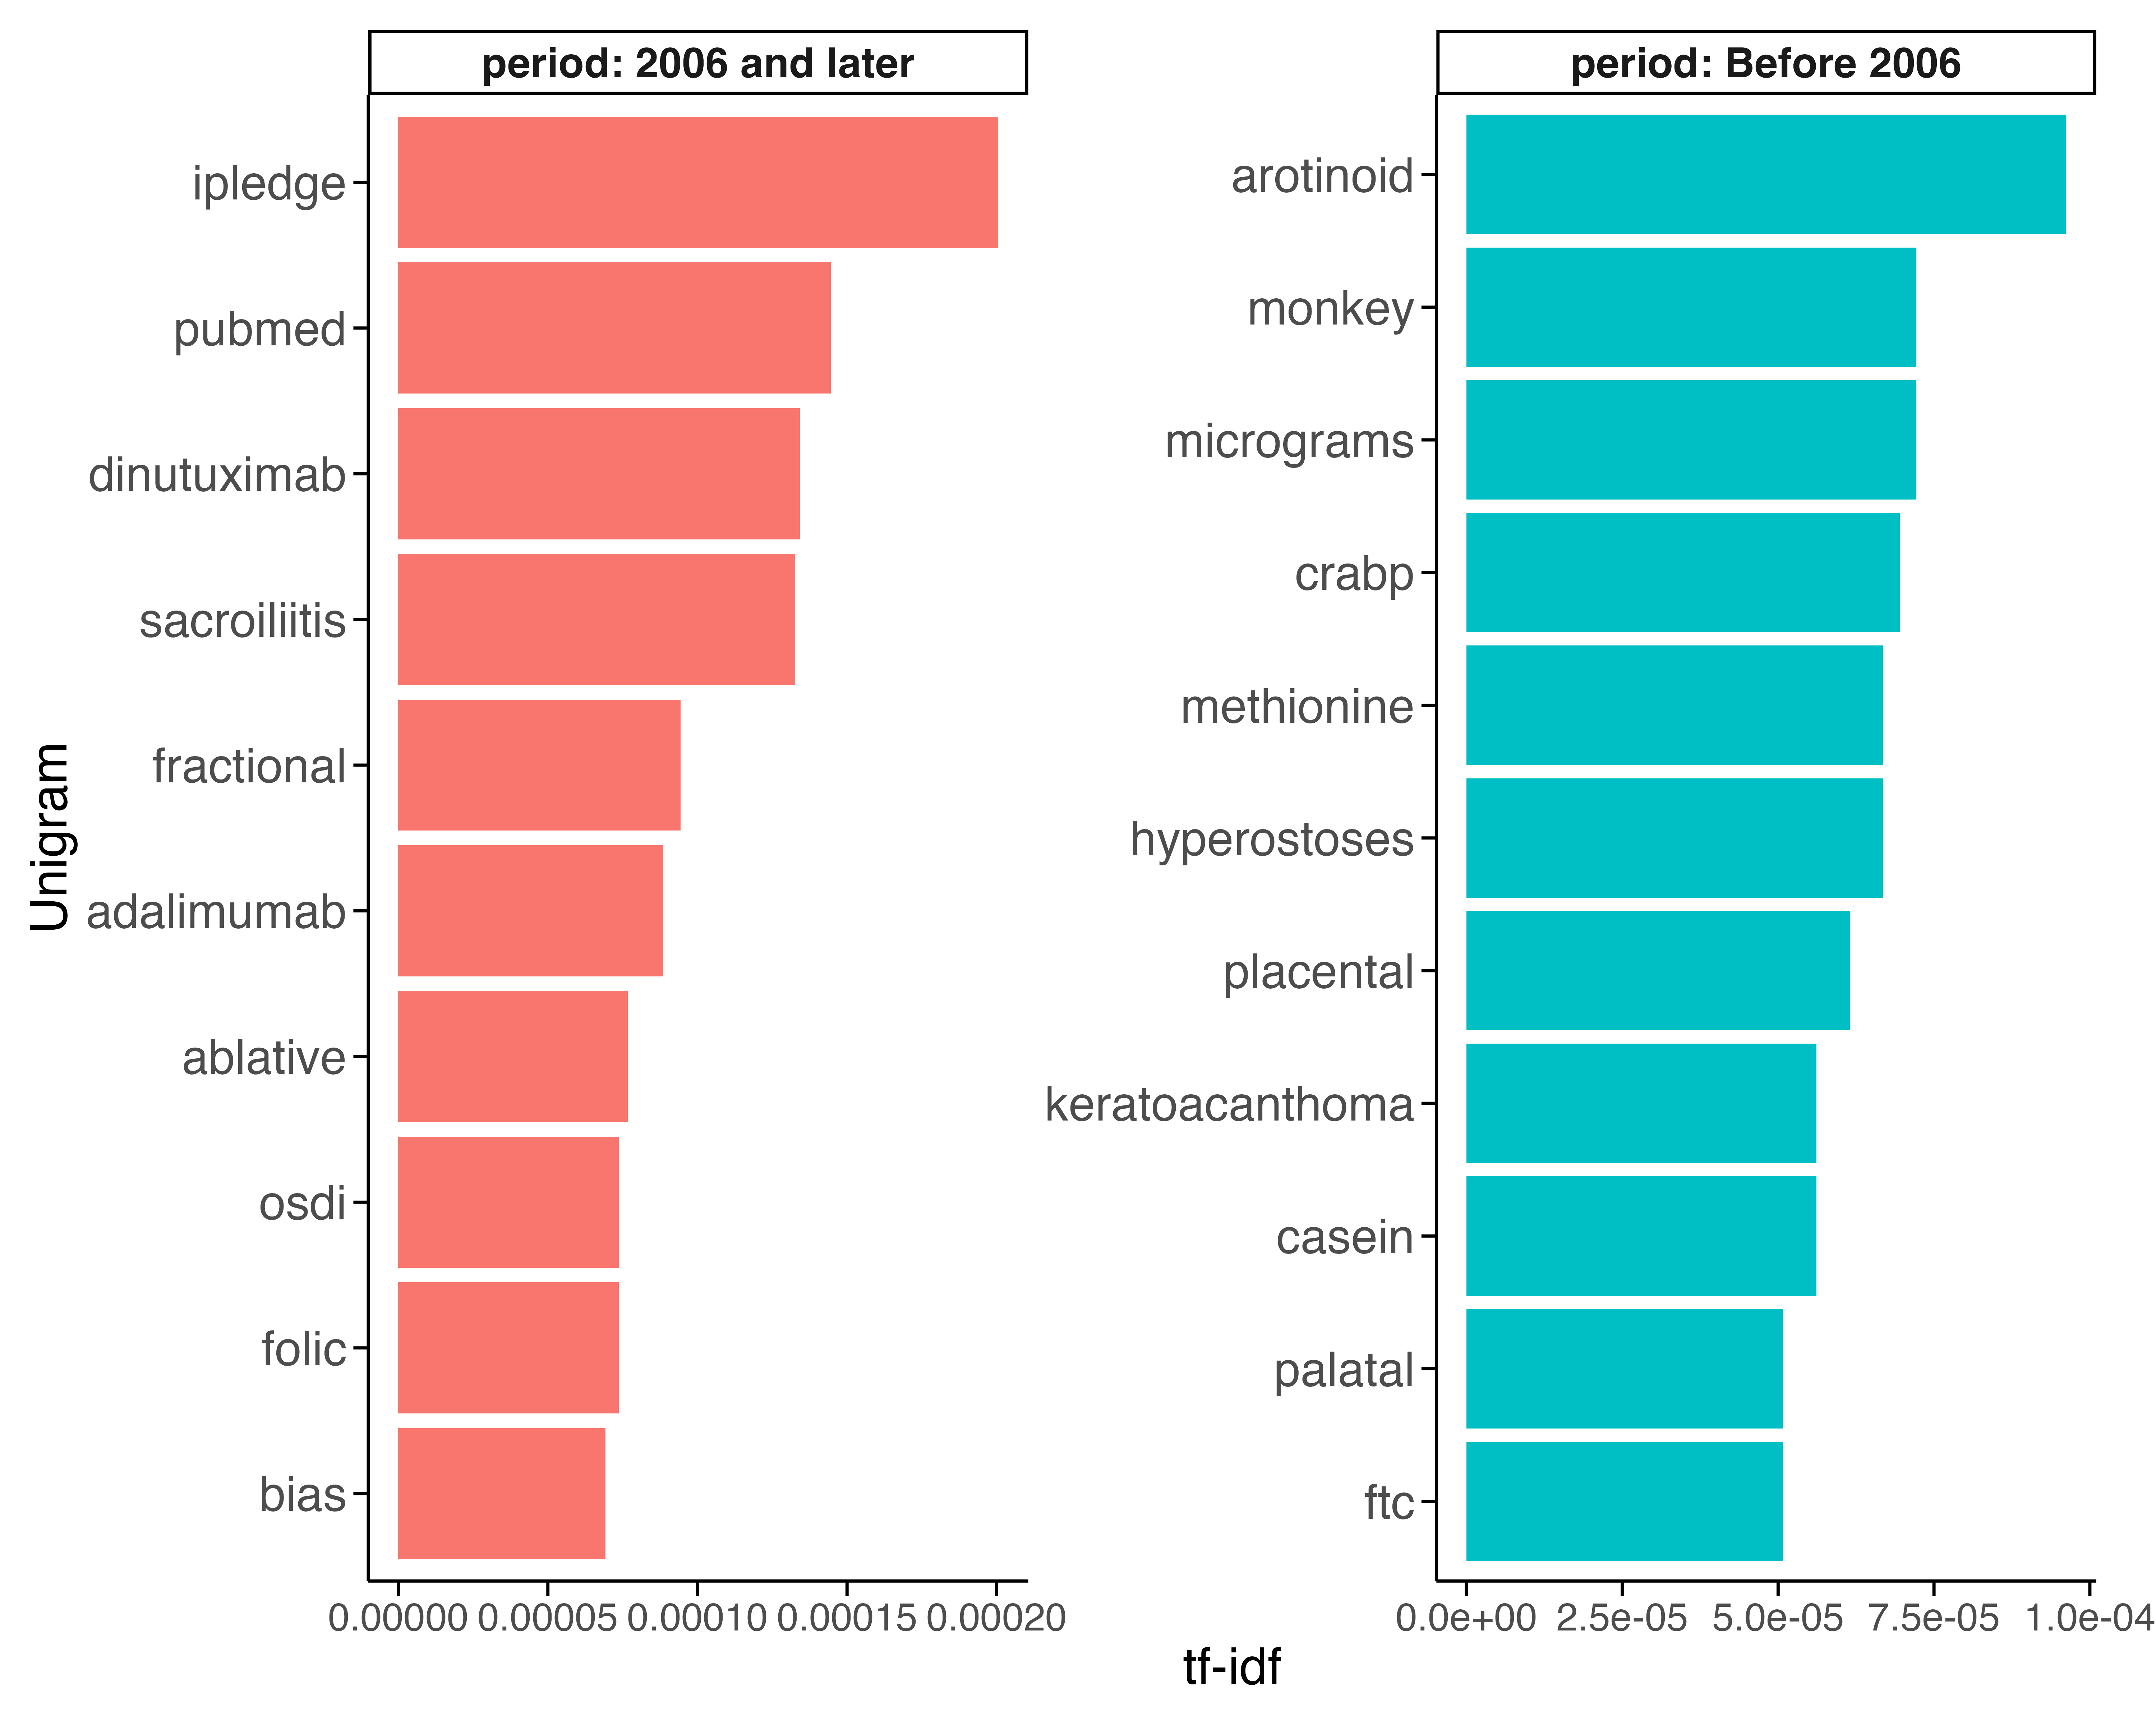 period: 2006 and later
period: Before 2006
Unigram
ipledge
pubmed
dinutuximab
sacroiliitis
fractional
adalimumab
ablative
osdi
folic
bias
0.00000 0.00005 0.00010 0.00015 0.00020
arotinoid
monkey
micrograms
crabp
methionine
hyperostoses
placental
keratoacanthoma
casein
palatal
ftc
0.0e+00 2.5e-05 5.0e-05 7.5e-05 1.0e-04
tf-idf